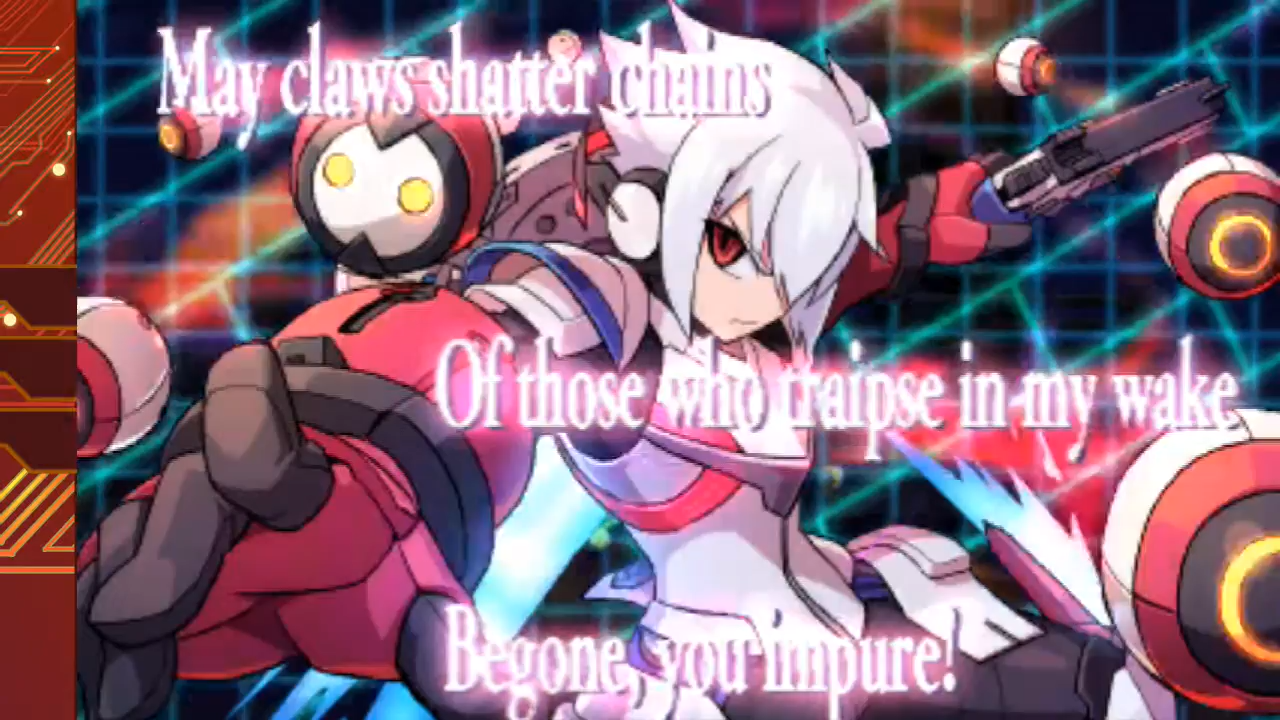 May claws shatter chains
Of those who traipse in my wake
Begone, you impure!